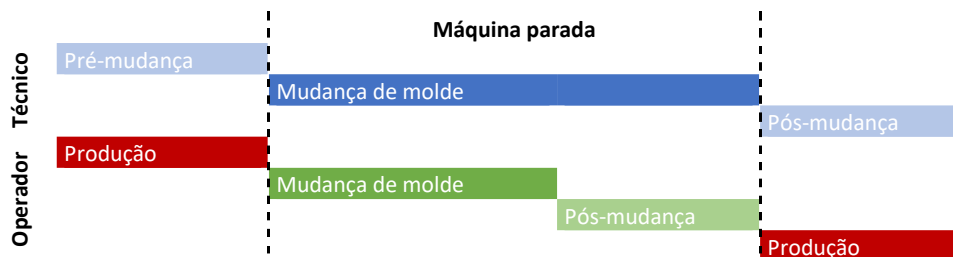 Máquina parada
Técnico
Pré-mudança
Mudança de molde
Pós-mudança
Operador
Produção
Mudança de molde
Pós-mudança
Produção